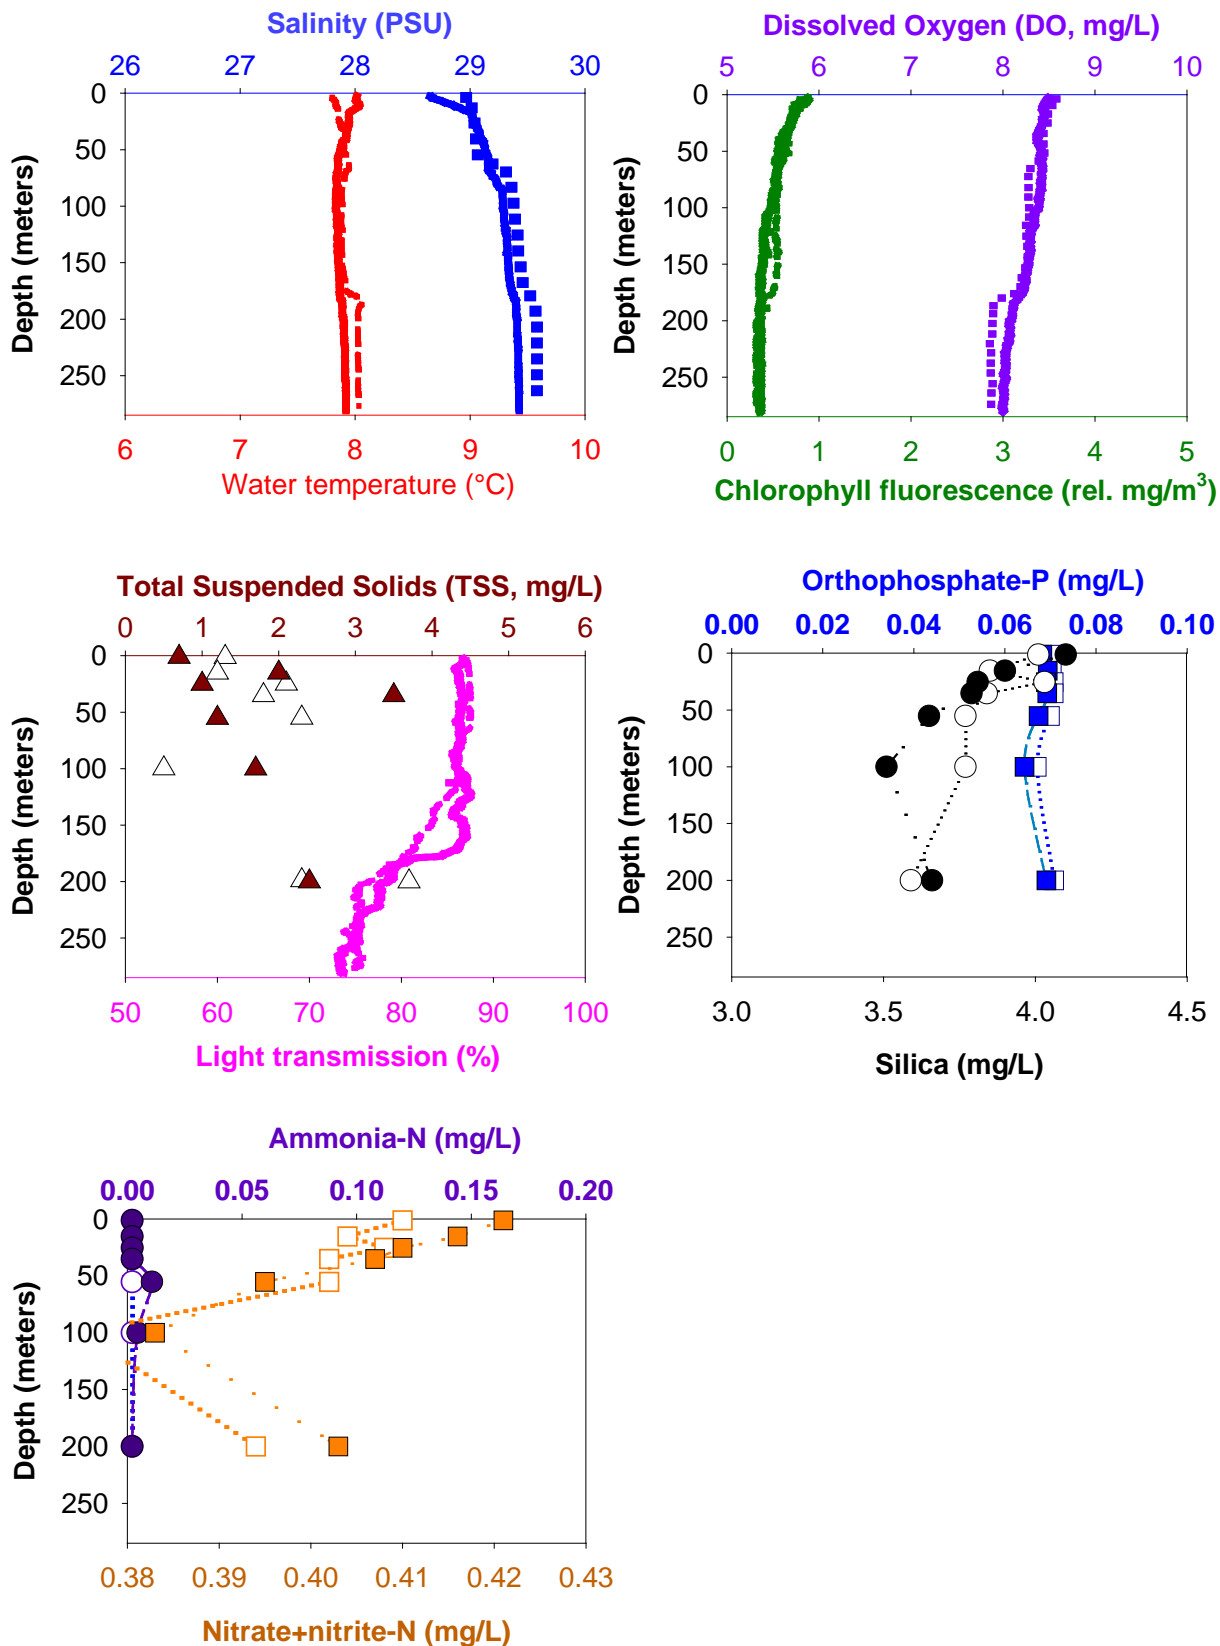 Salinity (PSU)
26 27 28 29 30
0
50
100
150
200
250
Depth (meters)
6 7 8 9 10
Water temperature (°C)
Dissolved Oxygen (DO, mg/L)
5 6 7 8 9 10
0
50
100
150
200
250
Depth (meters)
0 1 2 3 4 5
Chlorophyll fluorescence (rel. mg/m³)
Total Suspended Solids (TSS, mg/L)
0 1 2 3 4 5 6
0
50
100
150
200
250
Depth (meters)
50 60 70 80 90 100
Light transmission (%)
Orthophosphate-P (mg/L)
0.00 0.02 0.04 0.06 0.08 0.10
0
50
100
150
200
250
Depth (meters)
3.0 3.5 4.0 4.5
Silica (mg/L)
Ammonia-N (mg/L)
0.00 0.05 0.10 0.15 0.20
0
50
100
150
200
250
Depth (meters)
0.38 0.39 0.40 0.41 0.42 0.43
Nitrate+nitrite-N (mg/L)